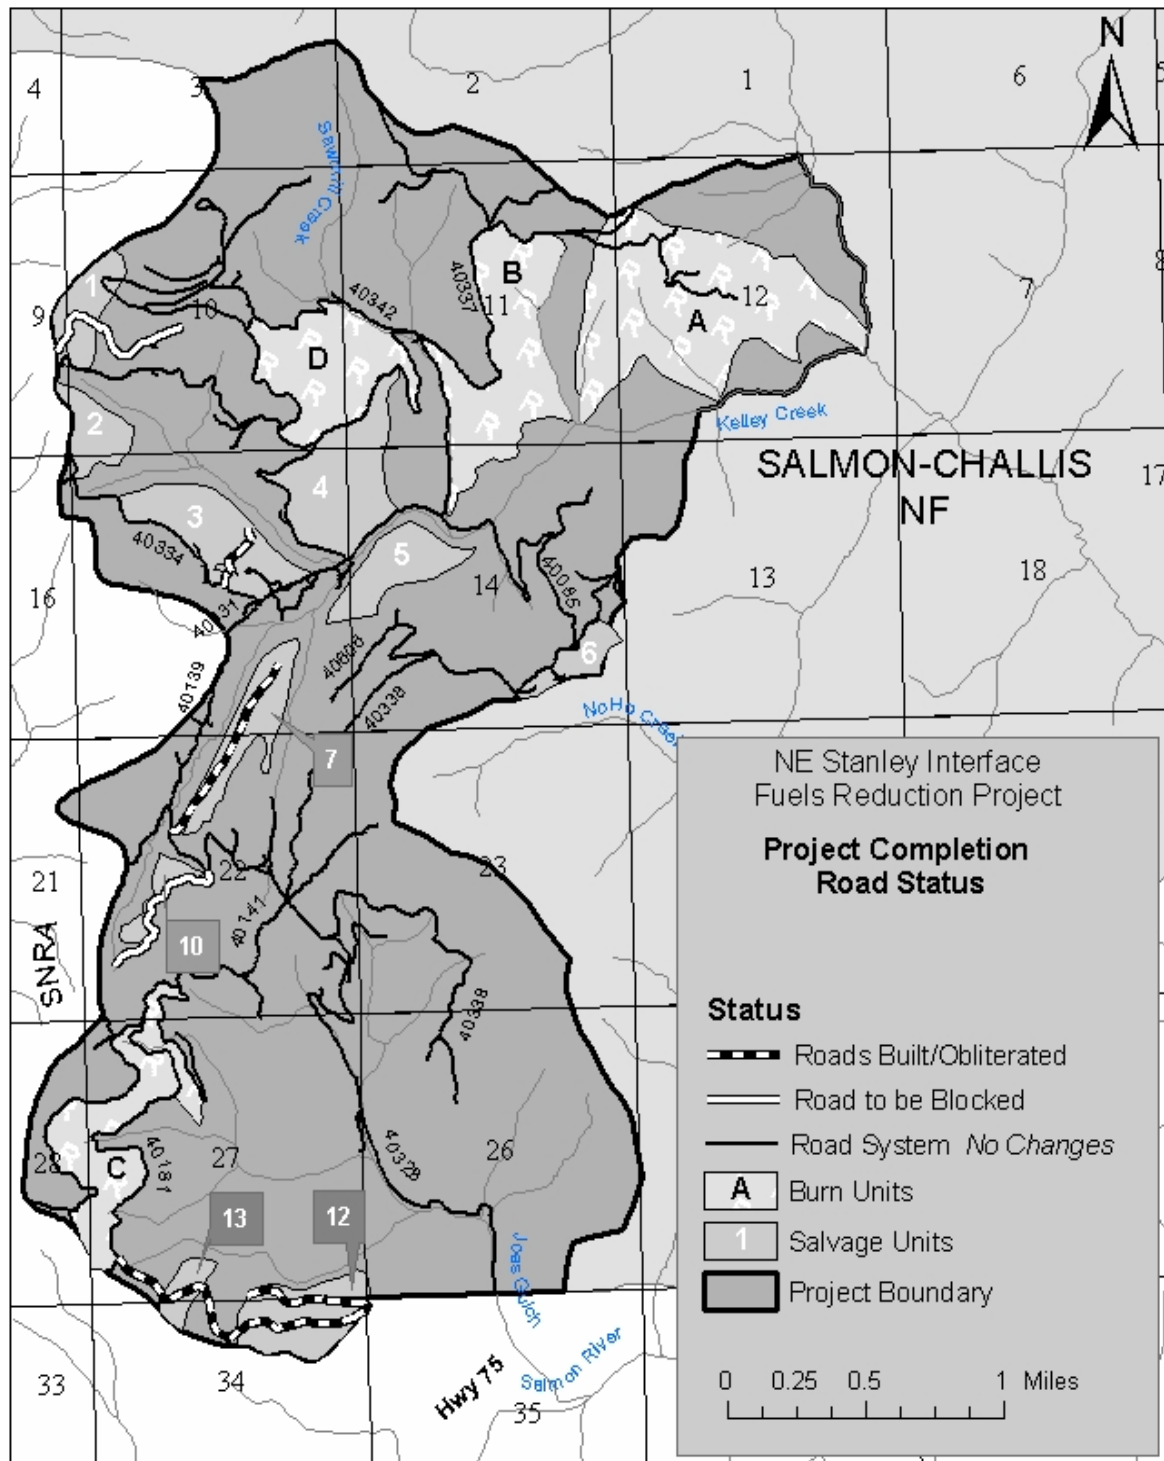 N
4
3
2
1
6
5
Sawmill Creek
1
9
10
40342
40337
B
11
12
A
7
8
D
2
Kelley Creek
SALMON-CHALLIS
NF
17
4
3
40334
5
14
40085
13
18
16
40131
6
40139
40606
40338
NoHo Creek
7
21
22
23
SNRA
40141
10
40338
28
C
40181
27
40328
26
13
12
Joes Gulch
Salmon River
Hwy 75
33
34
35
NE Stanley Interface
Fuels Reduction Project
Project Completion
Road Status
Status
Roads Built/Obliterated
Road to be Blocked
Road System No Changes
A Burn Units
1 Salvage Units
Project Boundary
0 0.25 0.5 1 Miles